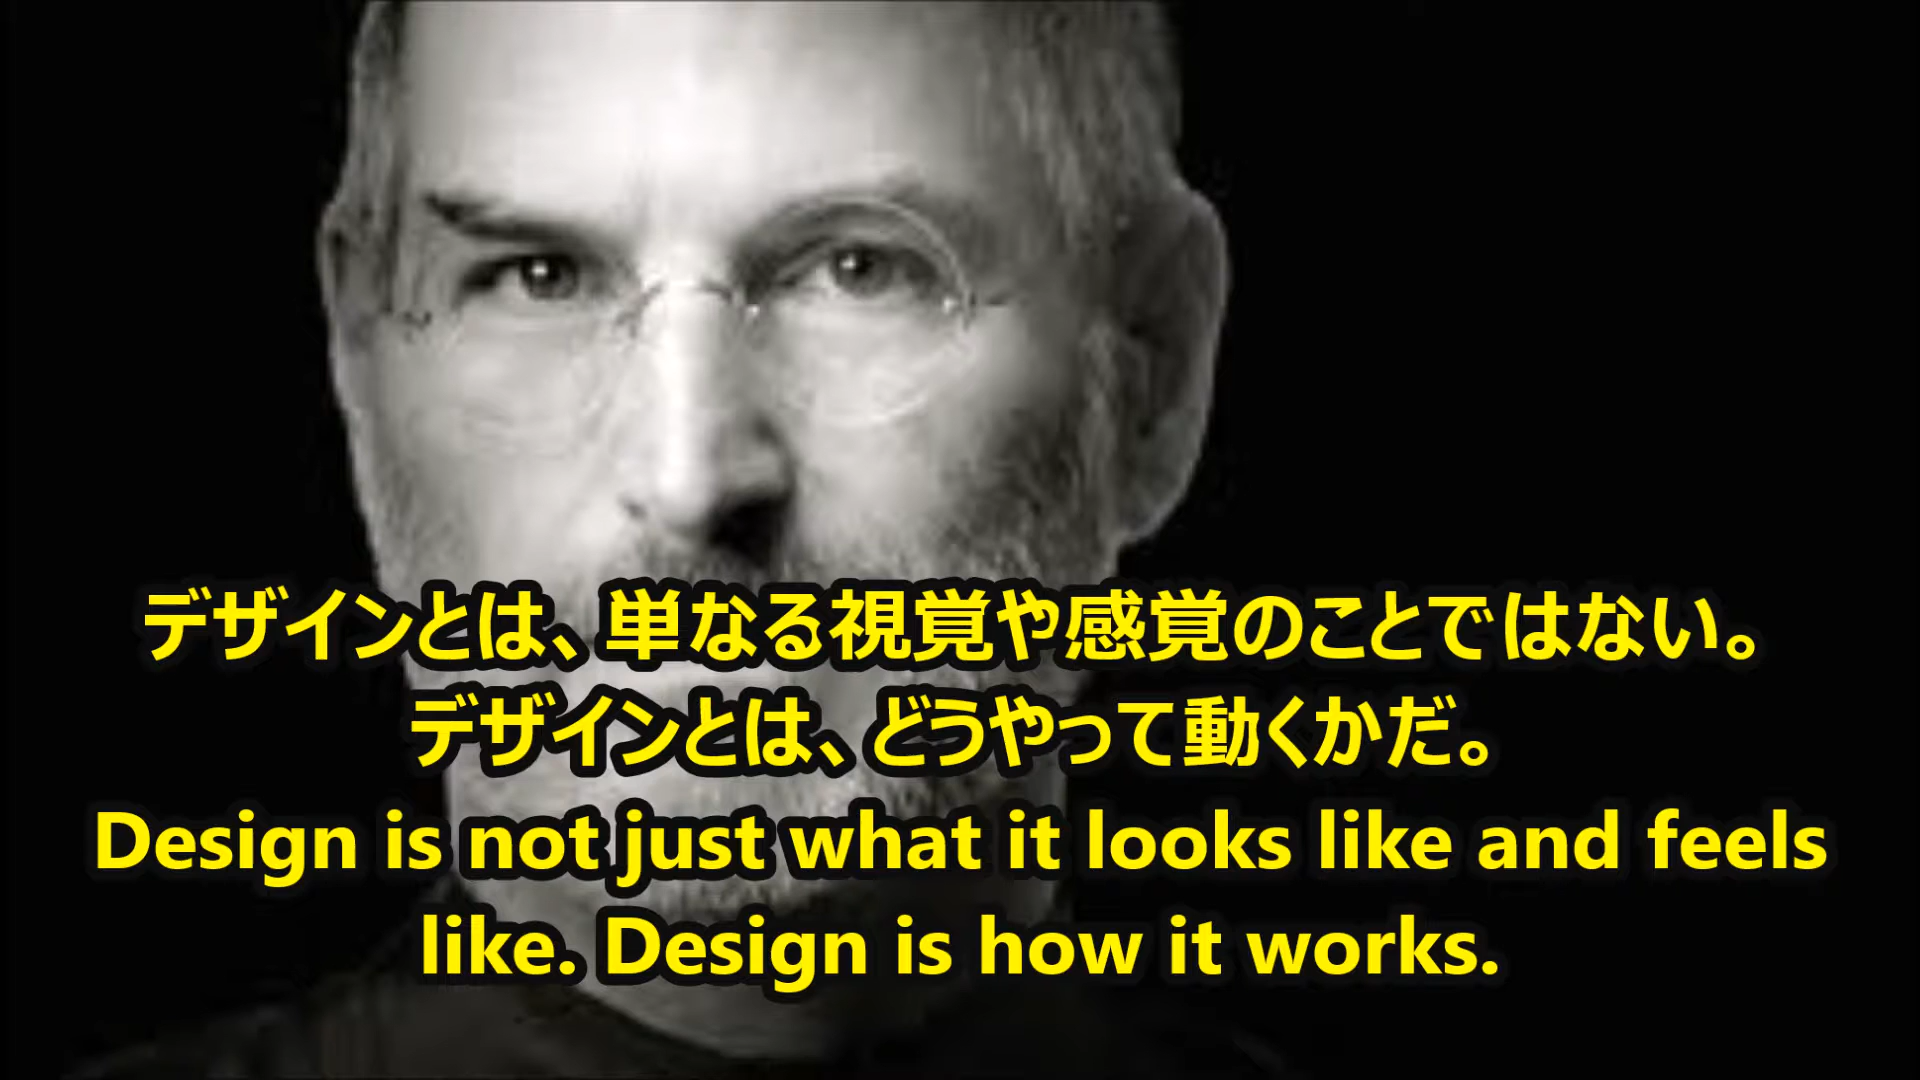 デザインとは、単なる視覚や感覚のことではない。
デザインとは、どうやって動くかだ。
Design is not just what it looks like and feels
like. Design is how it works.